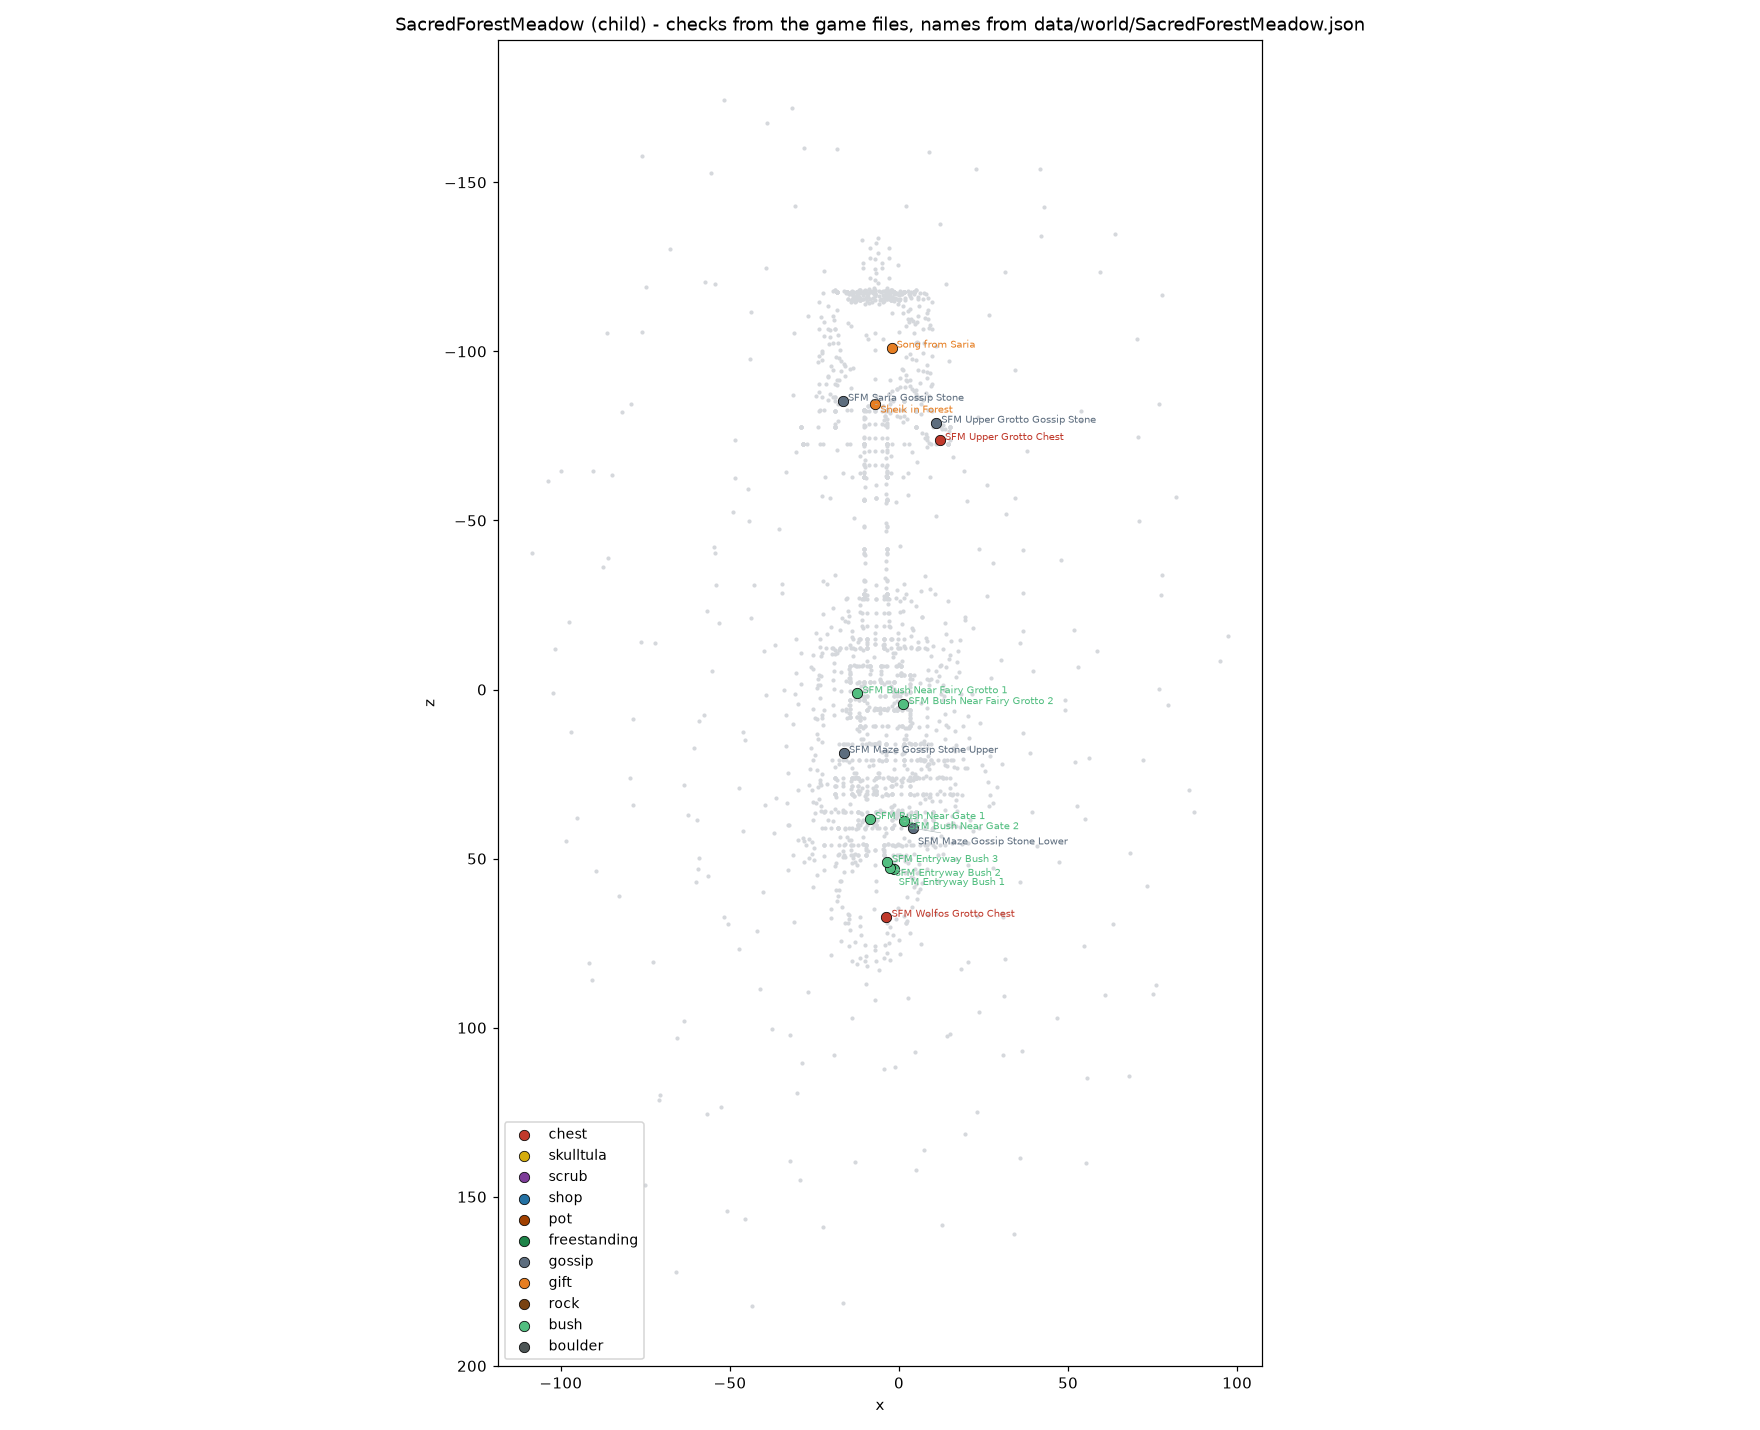 SacredForestMeadow (child) - checks from the game files, names from data/world/SacredForestMeadow.json
−150
−100
−50
0
50
100
150
200
z
Song from Saria
SFM Saria Gossip Stone
Sheik in Forest
SFM Upper Grotto Gossip Stone
SFM Upper Grotto Chest
SFM Bush Near Fairy Grotto 1
SFM Bush Near Fairy Grotto 2
SFM Maze Gossip Stone Upper
SFM Bush Near Gate 1
SFM Bush Near Gate 2
SFM Maze Gossip Stone Lower
SFM Entryway Bush 3
SFM Entryway Bush 2
SFM Entryway Bush 1
SFM Wolfos Grotto Chest
chest
skulltula
scrub
shop
pot
freestanding
gossip
gift
rock
bush
boulder
−100
−50
0
50
100
x